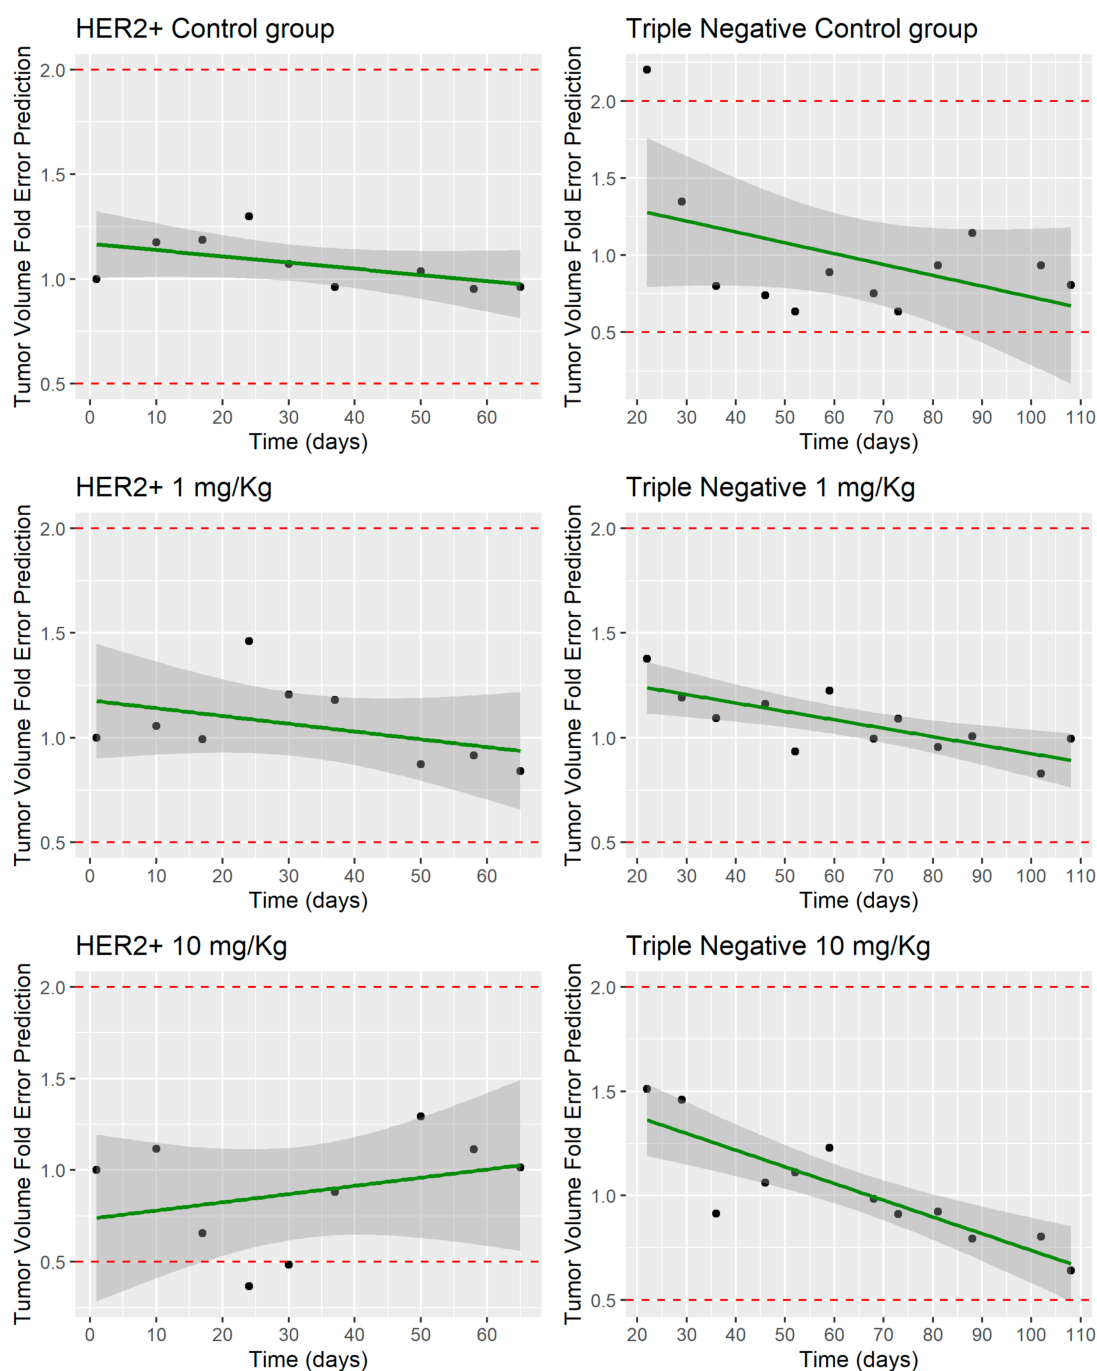 HER2+ Control group
Tumor Volume Fold Error Prediction
2.0
1.5
1.0
0.5
0 10 20 30 40 50 60
Time (days)
Triple Negative Control group
Tumor Volume Fold Error Prediction
2.0
1.5
1.0
0.5
20 30 40 50 60 70 80 90 100 110
Time (days)
HER2+ 1 mg/Kg
Tumor Volume Fold Error Prediction
2.0
1.5
1.0
0.5
0 10 20 30 40 50 60
Time (days)
Triple Negative 1 mg/Kg
Tumor Volume Fold Error Prediction
2.0
1.5
1.0
0.5
20 30 40 50 60 70 80 90 100 110
Time (days)
HER2+ 10 mg/Kg
Tumor Volume Fold Error Prediction
2.0
1.5
1.0
0.5
0 10 20 30 40 50 60
Time (days)
Triple Negative 10 mg/Kg
Tumor Volume Fold Error Prediction
2.0
1.5
1.0
0.5
20 30 40 50 60 70 80 90 100 110
Time (days)